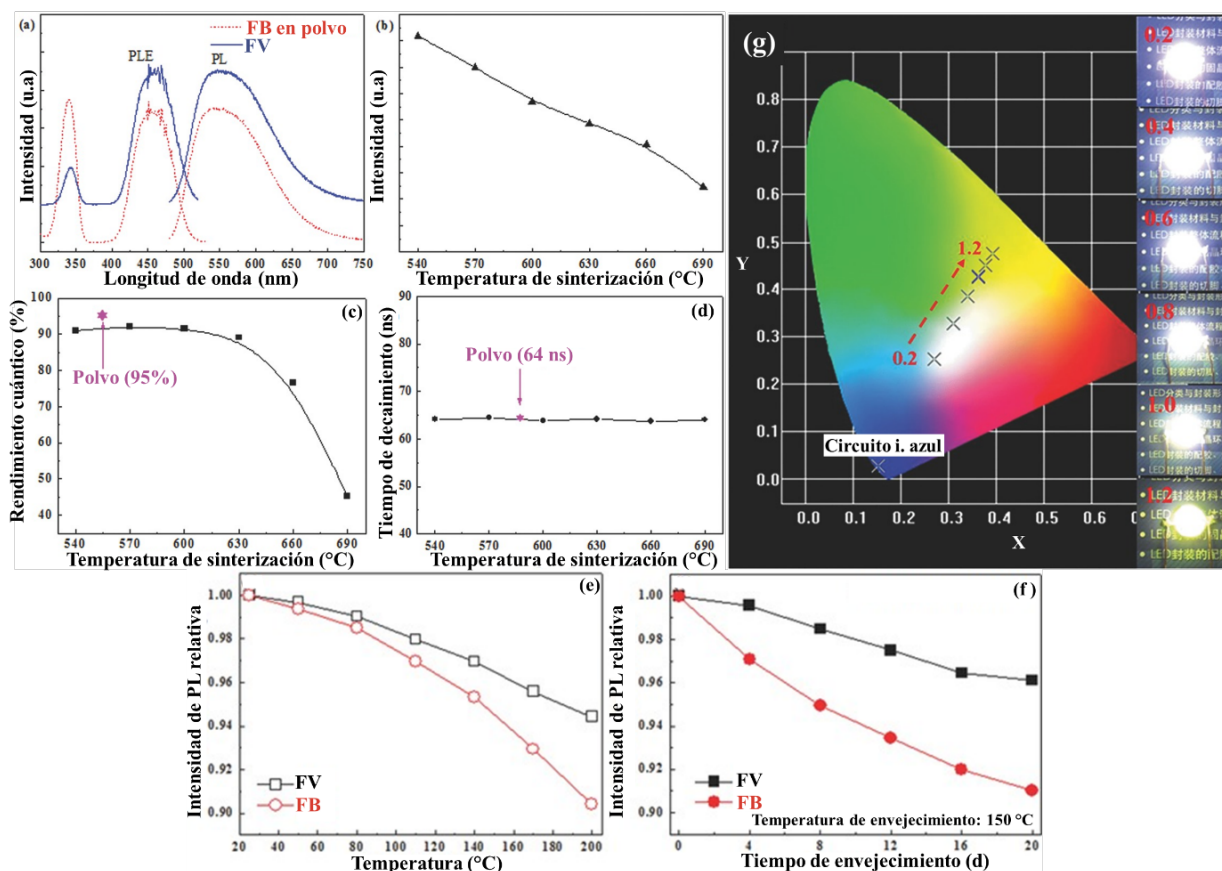 (a)
FB en polvo
FV
PLE
PL
Intensidad (u.a)
300 350 400 450 500 550 600 650 700 750
Longitud de onda (nm)
(b)
Intensidad (u.a)
540 570 600 630 660 690
Temperatura de sinterización (°C)
(c)
Rendimiento cuántico (%)
100
90
80
70
60
50
40
Polvo (95%)
540 570 600 630 660 690
Temperatura de sinterización (°C)
(d)
Tiempo de decaimiento (ns)
90
80
70
60
50
40
Polvo (64 ns)
540 570 600 630 660 690
Temperatura de sinterización (°C)
(g)
Y
0.8
0.7
0.6
0.5
0.4
0.3
0.2
0.1
0.0
1.2
0.2
Circuito i. azul
0.0 0.1 0.2 0.3 0.4 0.5 0.6
X
0.2
0.4
0.6
0.8
1.0
1.2
(e)
Intensidad de PL relativa
1.00
0.98
0.96
0.94
0.92
0.90
FV
FB
20 40 60 80 100 120 140 160 180 200
Temperatura (°C)
(f)
Intensidad de PL relativa
1.00
0.98
0.96
0.94
0.92
0.90
FV
FB
Temperatura de envejecimiento: 150 °C
0 4 8 12 16 20
Tiempo de envejecimiento (d)